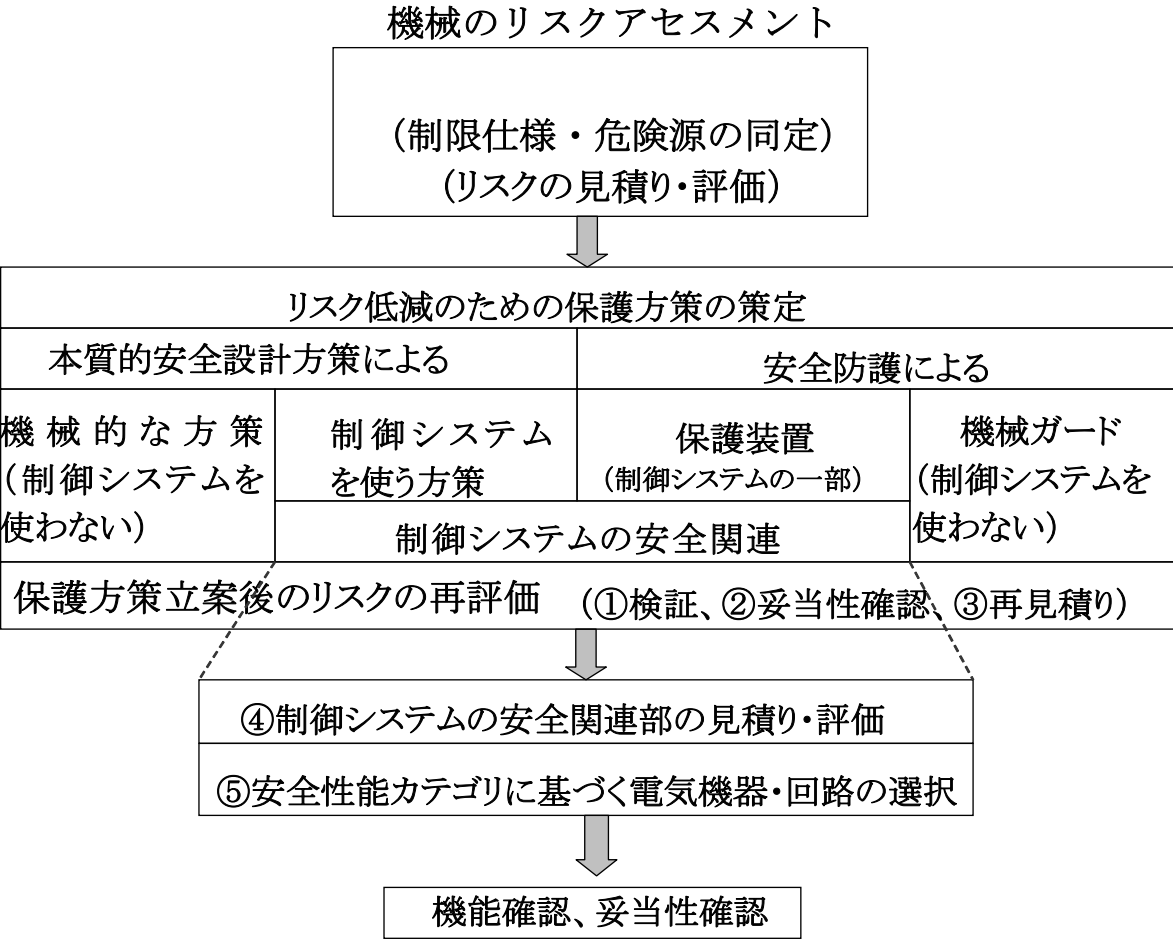 機械のリスクアセスメント
(制限仕様・危険源の同定)
(リスクの見積り・評価)
リスク低減のための保護方策の策定
本質的安全設計方策による
安全防護による
機械的な方策
(制御システムを
使わない)
制御システム
を使う方策
保護装置
(制御システムの一部)
機械ガード
(制御システムを
使わない)
制御システムの安全関連
保護方策立案後のリスクの再評価 (①検証、②妥当性確認、③再見積り)
④制御システムの安全関連部の見積り・評価
⑤安全性能カテゴリに基づく電気機器・回路の選択
機能確認、妥当性確認